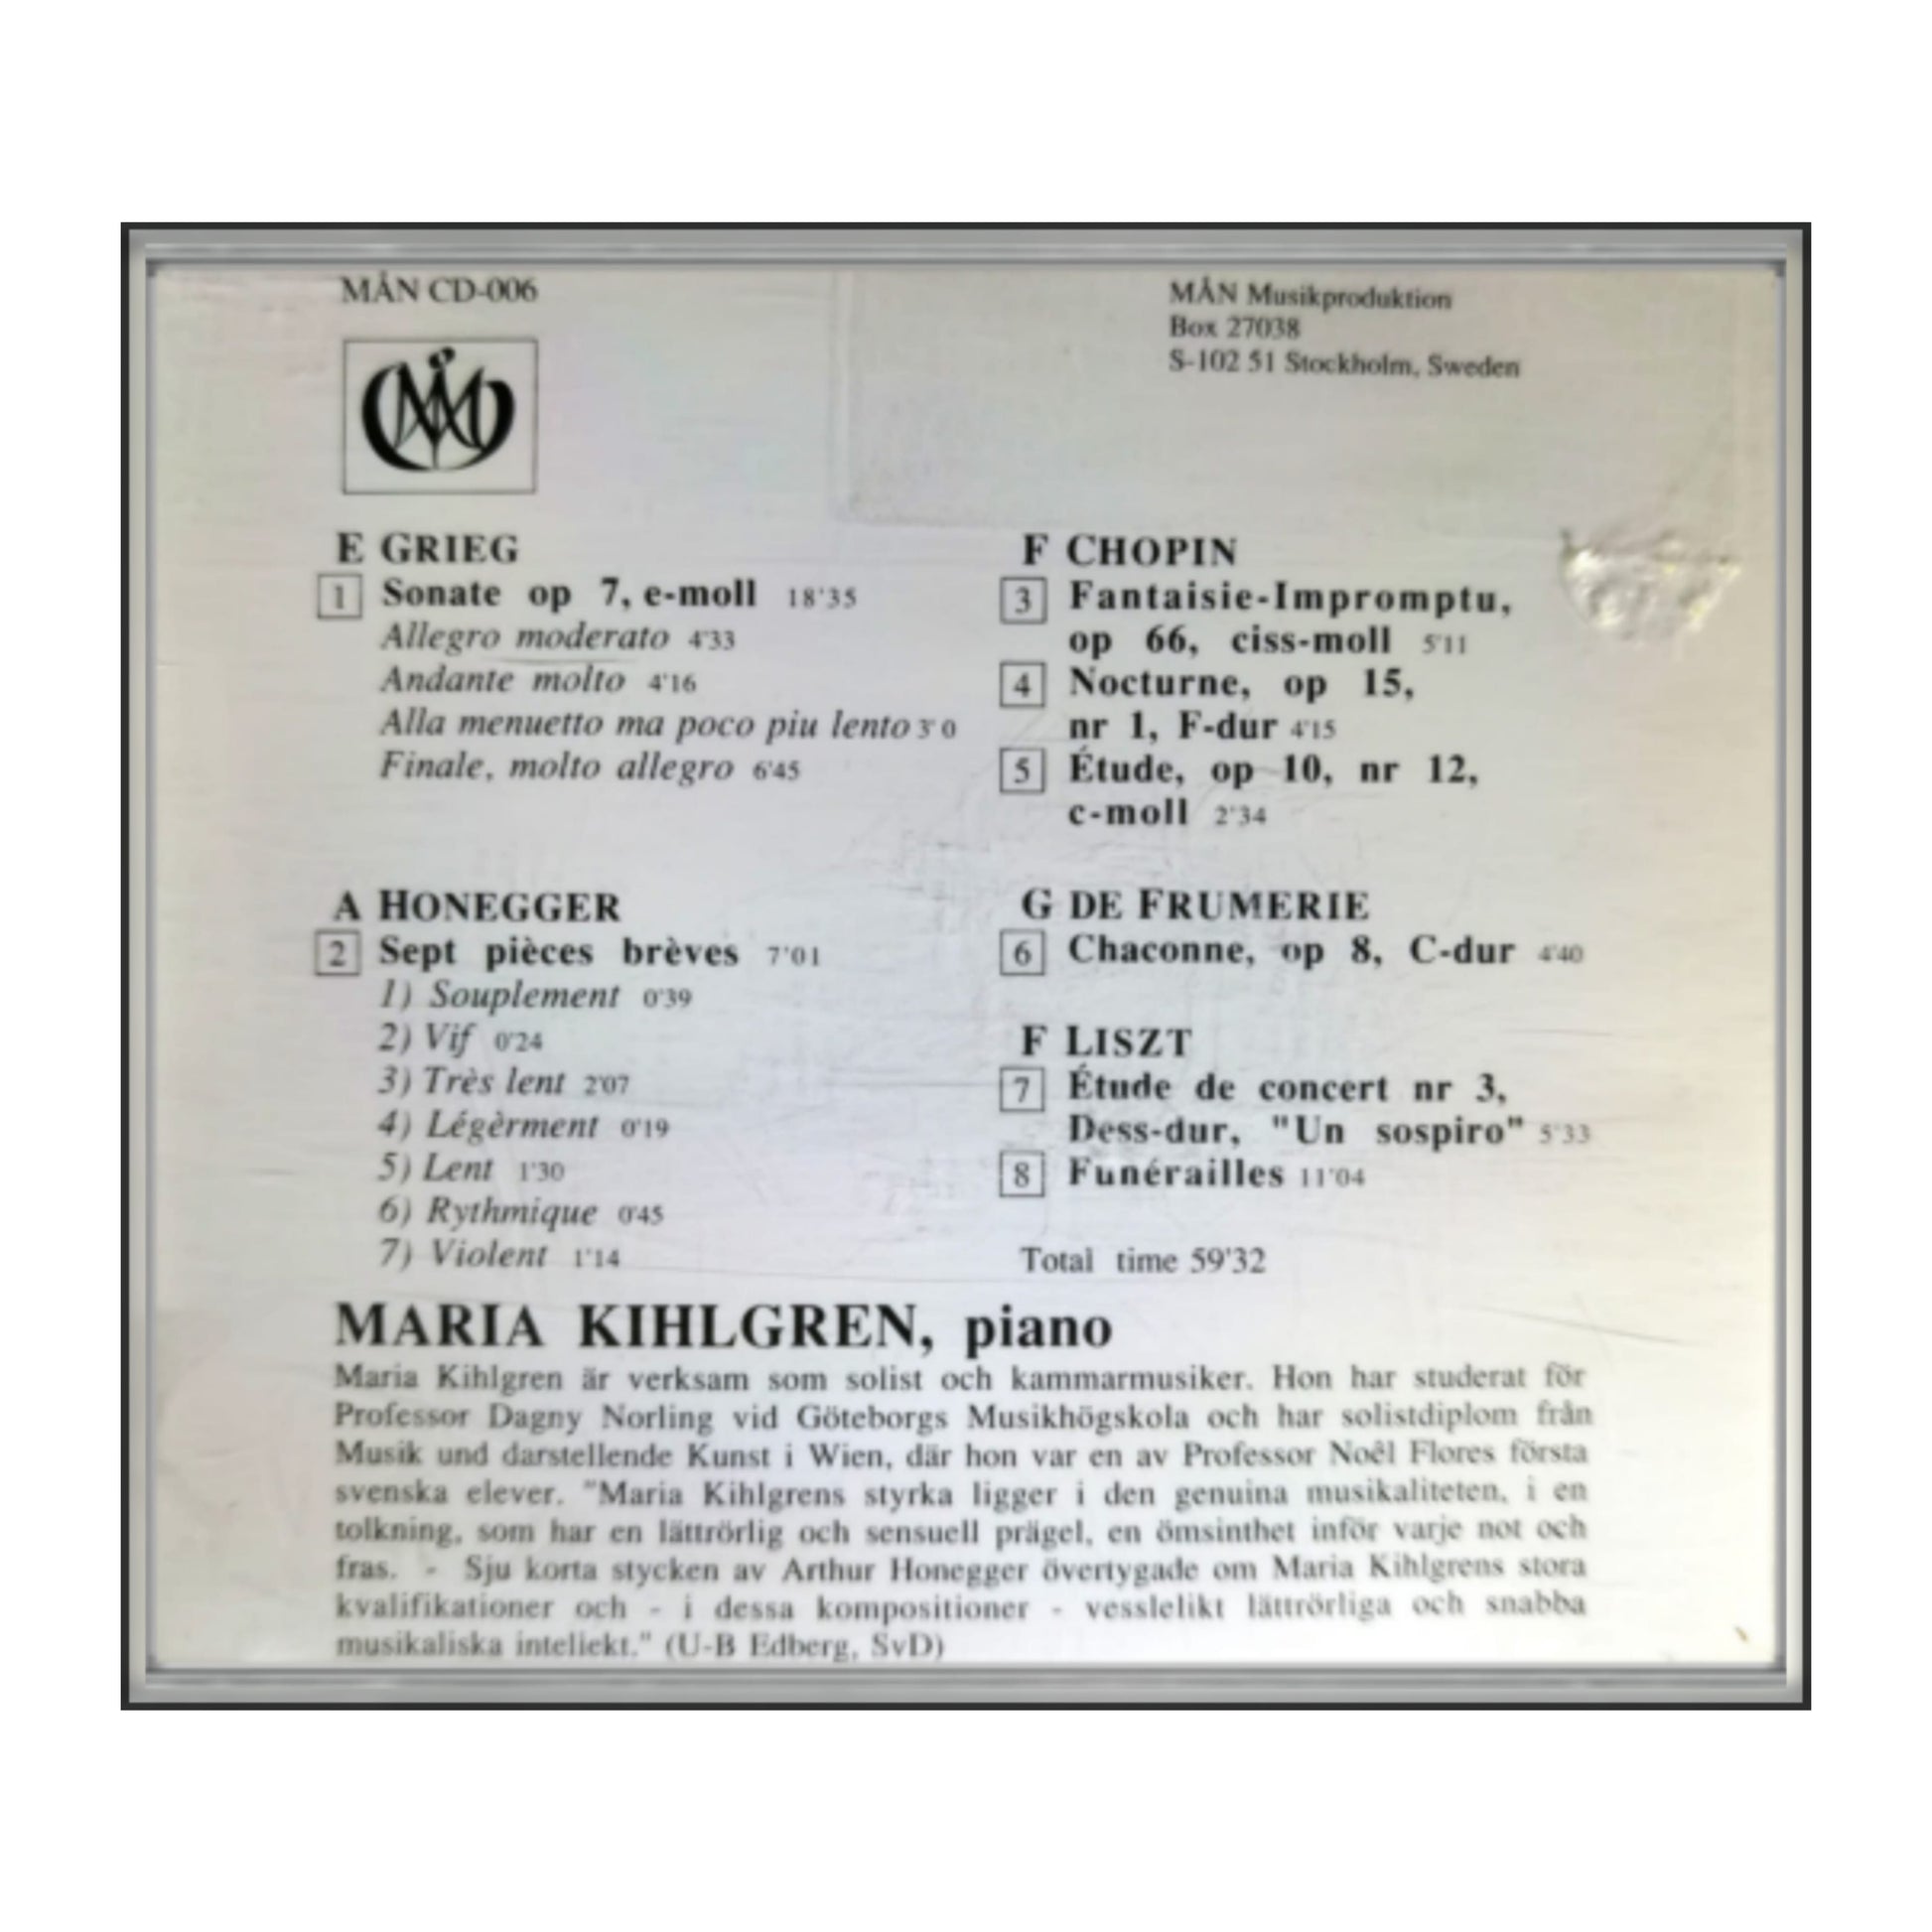 MÅN CD-006
MÅN Musikproduktion
Box 27038
S-102 51 Stockholm, Sweden
E GRIEG
1 Sonate op 7, e-moll 18'35
Allegro moderato 4'33
Andante molto 4'16
Alla menuetto ma poco piu lento
Finale, molto allegro 6'45
A HONEGGER
2 Sept pièces brèves 7'01
1) Souplement 0'39
2) Vif 0'24
3) Très lent 2'07
4) Légèrment 0'19
5) Lent 1'30
6) Rythmique 0'45
7) Violent 1'14
F CHOPIN
3 Fantaisie-Impromptu,
op 66, ciss-moll 5'11
4 Nocturne, op 15,
nr 1, F-dur 4'15
5 Étude, op 10, nr 12,
c-moll 2'34
G DE FRUMERIE
6 Chaconne, op 8, C-dur 4'40
F LISZT
7 Étude de concert nr 3,
Dess-dur, "Un sospiro" 5'33
8 Funérailles 11'04
Total time 59'32
MARIA KIHLGREN, piano
Maria Kihlgren är verksam som solist och kammarmusiker. Hon har studerat för
Professor Dagny Norling vid Göteborgs Musikhögskola och har solistdiplom från
Musik und darstellende Kunst i Wien, där hon var en av Professor Noêl Flores första
svenska elever. "Maria Kihlgrens styrka ligger i den genuina musikaliteten, i en
tolkning, som har en lättrörlig och sensuell prägel, en ömsinthet inför varje not och
fras. - Sju korta stycken av Arthur Honegger övertygade om Maria Kihlgrens stora
kvalifikationer och - i dessa kompositioner - vesslelikt lättrörliga och snabba
musikaliska intellekt." (U-B Edberg, SvD)